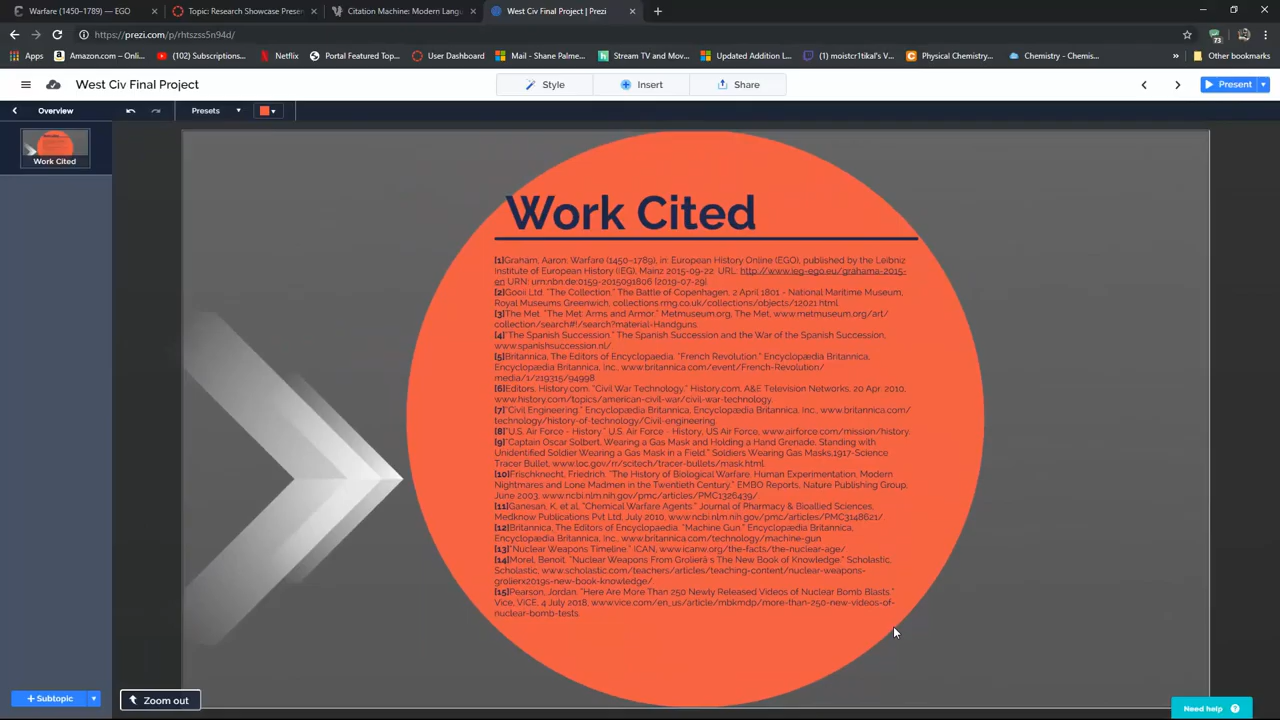 Warfare (1450–1789) — EGO
Topic: Research Showcase Presen
Citation Machine: Modern Langu
West Civ Final Project | Prezi
https://prezi.com/p/rhtszss5n94d/
Apps
Amazon.com – Onli...
(102) Subscriptions...
Netflix
Portal Featured Top...
User Dashboard
Mail - Shane Palme...
Stream TV and Mov...
Updated Addition L...
(1) moistcr1tikal's V...
Physical Chemistry...
Chemistry - Chemis...
Other bookmarks
West Civ Final Project
Style
Insert
Share
Present
Overview
Presets
Work Cited
Work Cited
[1]Graham, Aaron: Warfare (1450–1789), in: European History Online (EGO), published by the Leibniz
Institute of European History (IEG), Mainz 2015-09-22. URL: http://www.ieg-ego.eu/grahama-2015-
en URN: urn:nbn:de:0159-2015091806 [2019-07-29].
[2]Gooii Ltd. "The Collection." The Battle of Copenhagen, 2 April 1801 - National Maritime Museum,
Royal Museums Greenwich, collections.rmg.co.uk/collections/objects/12021.html.
[3]The Met. "The Met: Arms and Armor." Metmuseum.org, The Met, www.metmuseum.org/art/
collection/search#!/search?material=Handguns.
[4]"The Spanish Succession." The Spanish Succession and the War of the Spanish Succession,
www.spanishsuccession.nl/.
[5]Britannica, The Editors of Encyclopaedia. "French Revolution." Encyclopædia Britannica,
Encyclopædia Britannica, Inc., www.britannica.com/event/French-Revolution/
media/1/219315/94998.
[6]Editors, History.com. "Civil War Technology." History.com, A&E Television Networks, 20 Apr. 2010,
www.history.com/topics/american-civil-war/civil-war-technology.
[7]"Civil Engineering." Encyclopædia Britannica, Encyclopædia Britannica, Inc., www.britannica.com/
technology/history-of-technology/Civil-engineering.
[8]"U.S. Air Force - History." U.S. Air Force - History, US Air Force, www.airforce.com/mission/history.
[9]"Captain Oscar Solbert, Wearing a Gas Mask and Holding a Hand Grenade, Standing with
Unidentified Soldier Wearing a Gas Mask in a Field." Soldiers Wearing Gas Masks,1917-Science
Tracer Bullet, www.loc.gov/rr/scitech/tracer-bullets/mask.html.
[10]Frischknecht, Friedrich. "The History of Biological Warfare. Human Experimentation, Modern
Nightmares and Lone Madmen in the Twentieth Century." EMBO Reports, Nature Publishing Group,
June 2003, www.ncbi.nlm.nih.gov/pmc/articles/PMC1326439/.
[11]Ganesan, K, et al. "Chemical Warfare Agents." Journal of Pharmacy & Bioallied Sciences,
Medknow Publications Pvt Ltd, July 2010, www.ncbi.nlm.nih.gov/pmc/articles/PMC3148621/.
[12]Britannica, The Editors of Encyclopaedia. "Machine Gun." Encyclopædia Britannica,
Encyclopædia Britannica, Inc., www.britannica.com/technology/machine-gun.
[13]"Nuclear Weapons Timeline." ICAN, www.icanw.org/the-facts/the-nuclear-age/.
[14]Morel, Benoit. "Nuclear Weapons From Grolierâ s The New Book of Knowledge." Scholastic,
Scholastic, www.scholastic.com/teachers/articles/teaching-content/nuclear-weapons-
grolierx2019s-new-book-knowledge/.
[15]Pearson, Jordan. "Here Are More Than 250 Newly Released Videos of Nuclear Bomb Blasts."
Vice, VICE, 4 July 2018, www.vice.com/en_us/article/mbkmdp/more-than-250-new-videos-of-
nuclear-bomb-tests.
+ Subtopic
Zoom out
Need help ?